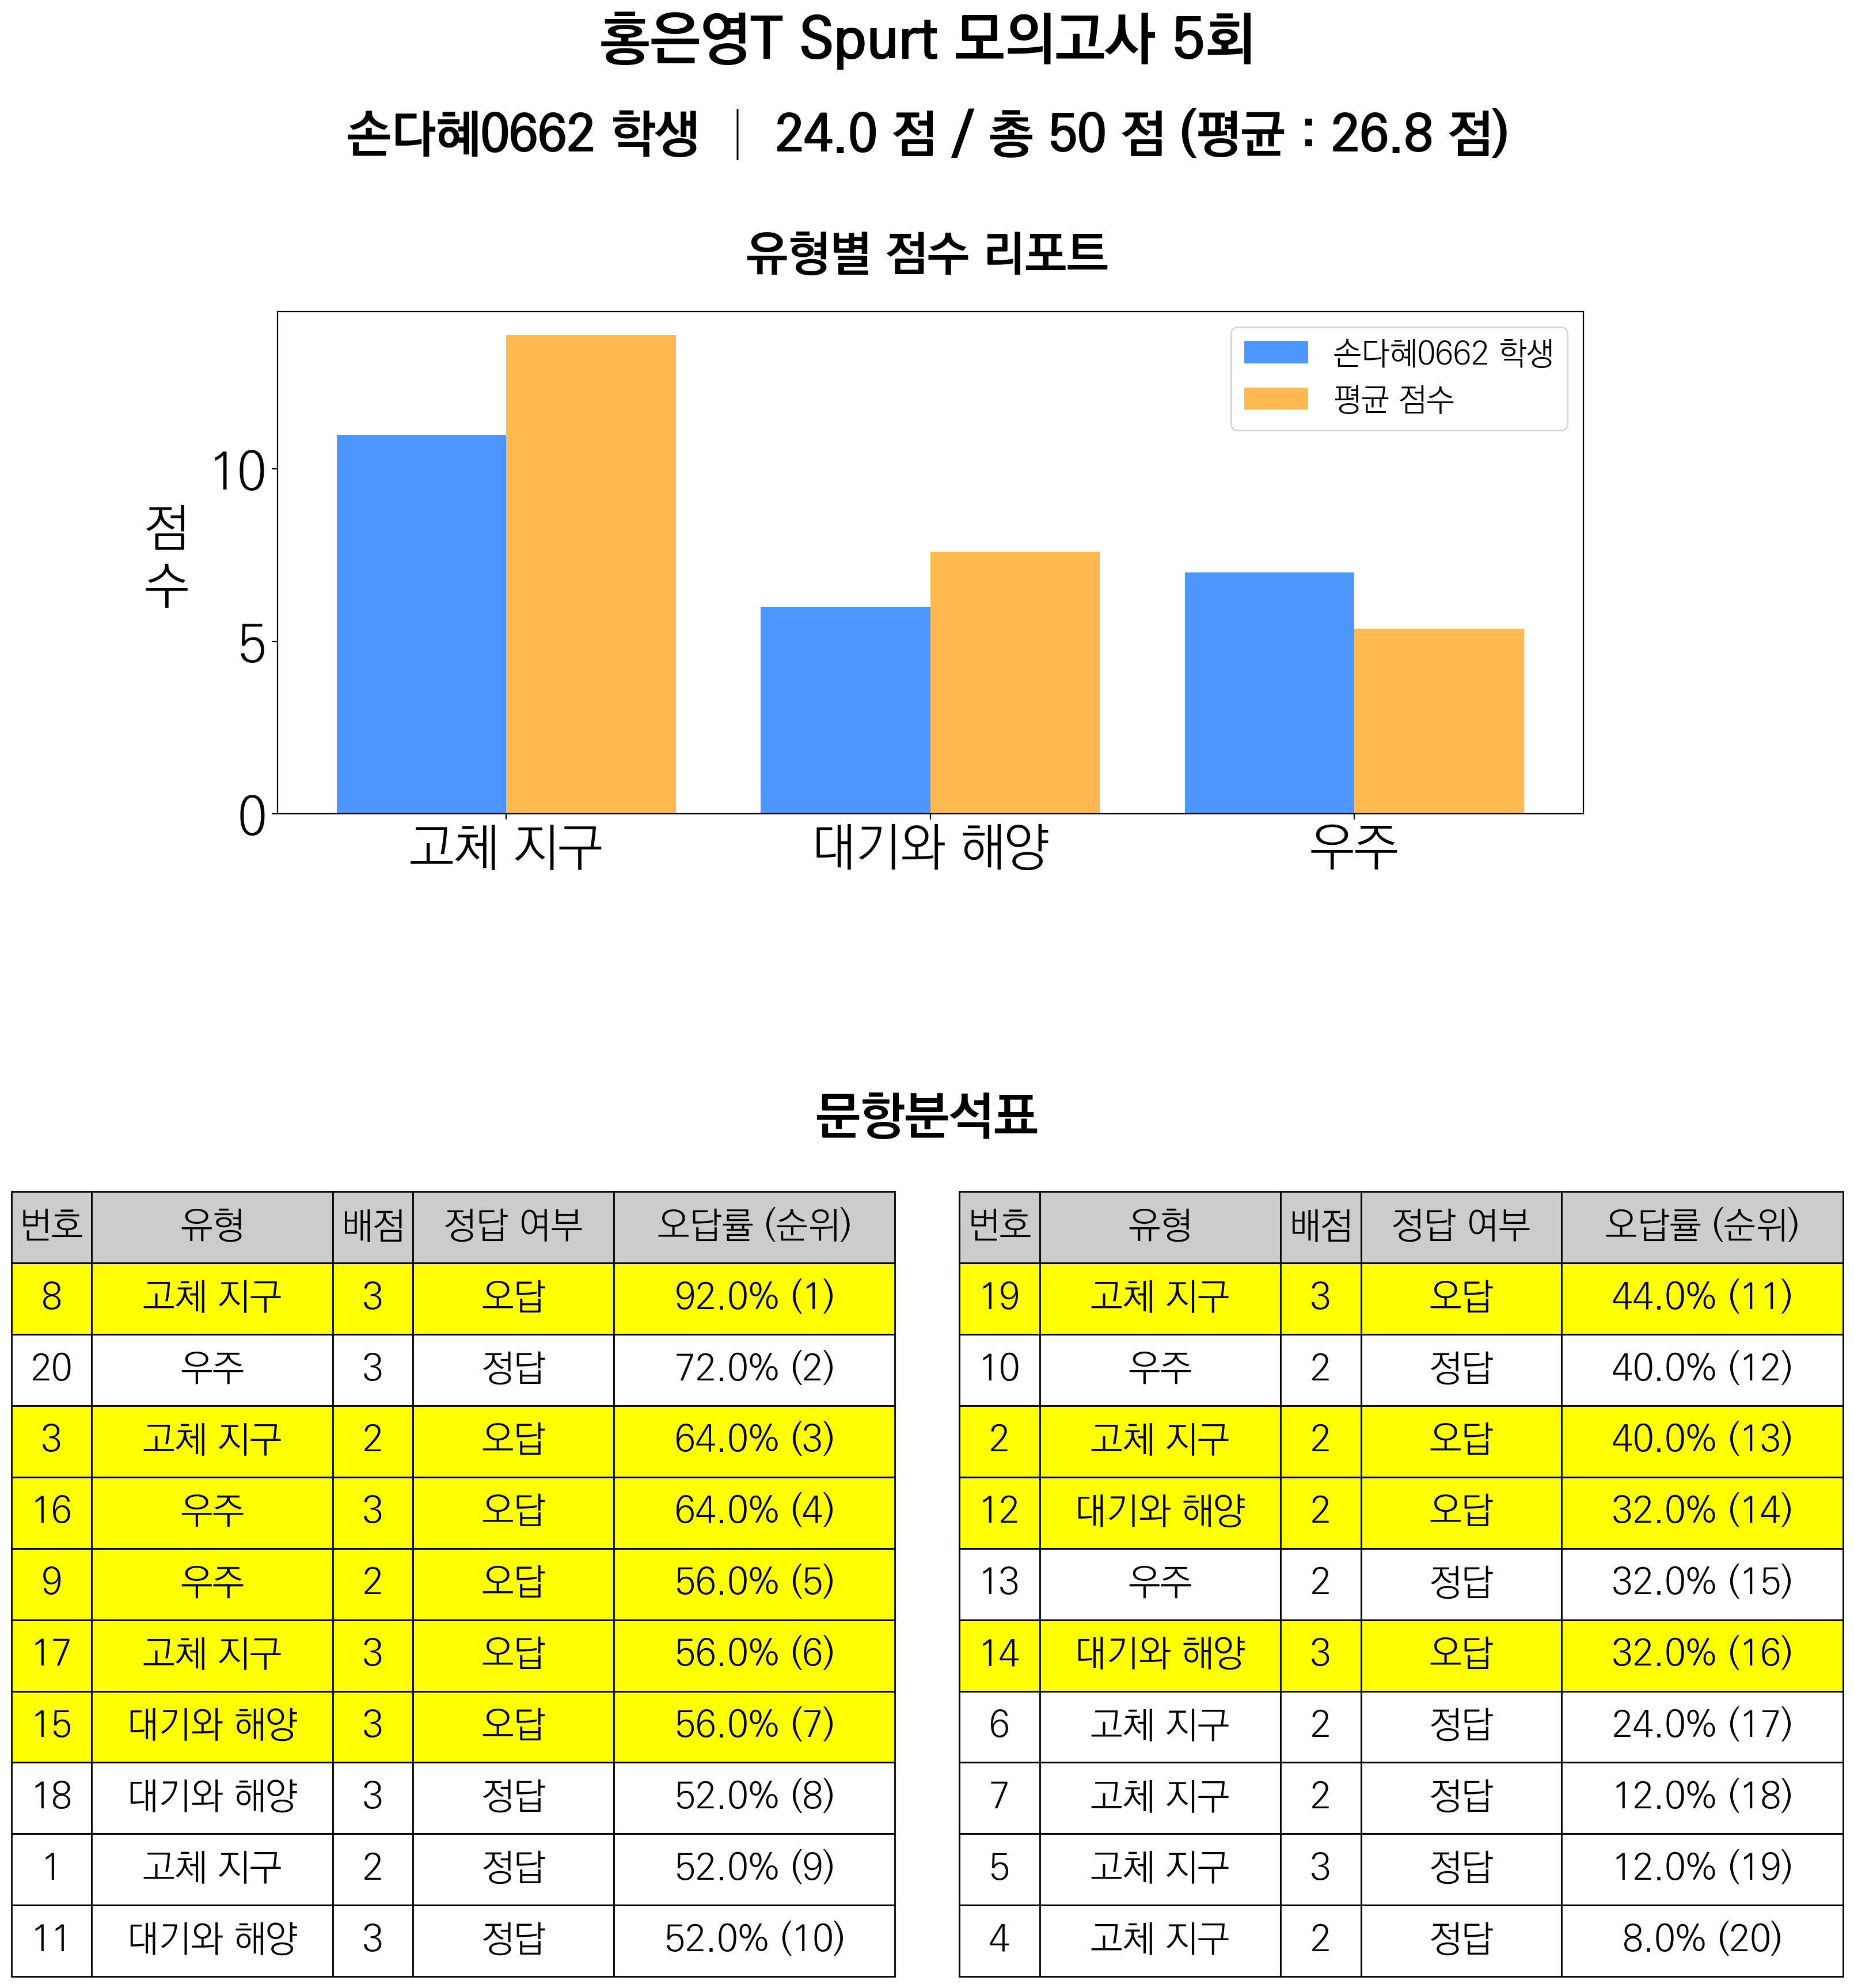 홍은영T Spurt 모의고사 5회
손다혜0662 학생 │ 24.0 점 / 총 50 점 (평균 : 26.8 점)
유형별 점수 리포트
손다혜0662 학생
평균 점수
점
수
10
5
0
고체 지구 대기와 해양 우주
문항분석표
번호 유형 배점 정답 여부 오답률 (순위)
8 고체 지구 3 오답 92.0% (1)
20 우주 3 정답 72.0% (2)
3 고체 지구 2 오답 64.0% (3)
16 우주 3 오답 64.0% (4)
9 우주 2 오답 56.0% (5)
17 고체 지구 3 오답 56.0% (6)
15 대기와 해양 3 오답 56.0% (7)
18 대기와 해양 3 정답 52.0% (8)
1 고체 지구 2 정답 52.0% (9)
11 대기와 해양 3 정답 52.0% (10)
번호 유형 배점 정답 여부 오답률 (순위)
19 고체 지구 3 오답 44.0% (11)
10 우주 2 정답 40.0% (12)
2 고체 지구 2 오답 40.0% (13)
12 대기와 해양 2 오답 32.0% (14)
13 우주 2 정답 32.0% (15)
14 대기와 해양 3 오답 32.0% (16)
6 고체 지구 2 정답 24.0% (17)
7 고체 지구 2 정답 12.0% (18)
5 고체 지구 3 정답 12.0% (19)
4 고체 지구 2 정답 8.0% (20)